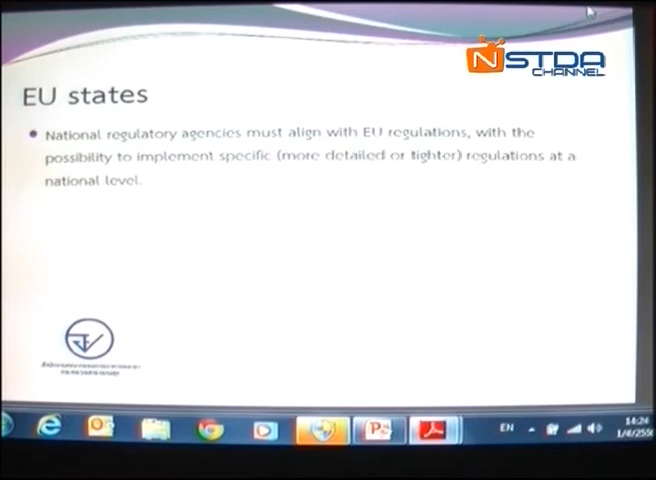 NSTDA
CHANNEL
EU states
National regulatory agencies must align with EU regulations, with the
possibility to implement specific (more detailed or tighter) regulations at a
national level.
EN
14:24